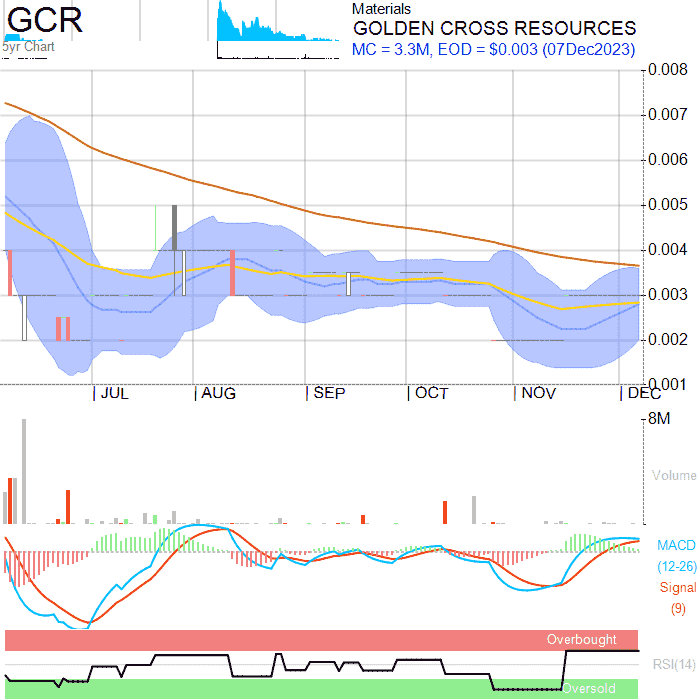 GCR
5yr Chart
Materials
GOLDEN CROSS RESOURCES
MC = 3.3M, EOD = $0.003 (07Dec2023)
0.008
0.007
0.006
0.005
0.004
0.003
0.002
0.001
JUL AUG SEP OCT NOV DEC
8M
Volume
MACD
(12-26)
Signal
(9)
Overbought
RSI(14)
Oversold